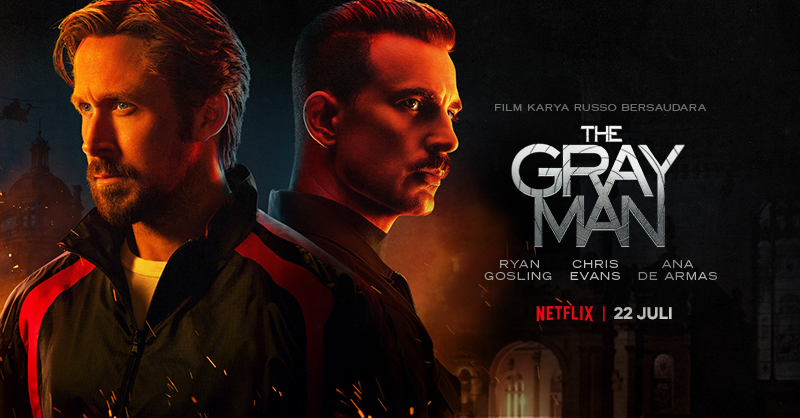 FILM KARYA RUSSO BERSAUDARA
THE
GRAY
MAN
RYAN GOSLING
CHRIS EVANS
ANA DE ARMAS
NETFLIX | 22 JULI